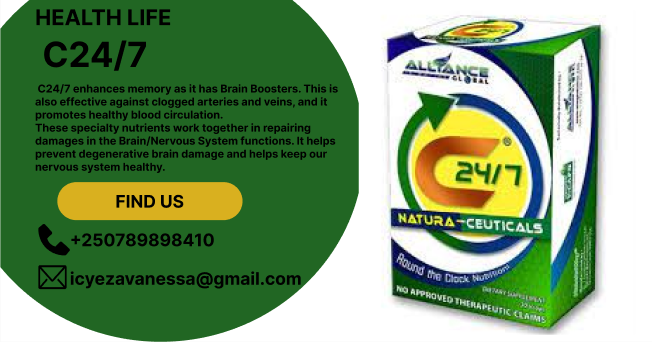 HEALTH LIFE
C24/7
C24/7 enhances memory as it has Brain Boosters. This is
also effective against clogged arteries and veins, and it
promotes healthy blood circulation.
These specialty nutrients work together in repairing
damages in the Brain/Nervous System functions. It helps
prevent degenerative brain damage and helps keep our
nervous system healthy.
FIND US
+250789898410
icyezavanessa@gmail.com
ALLIANCE
GLOBAL
C 24/7 ®
NATURA-CEUTICALS
Round the Clock Nutrition!
DIETARY SUPPLEMENT
NO APPROVED THERAPEUTIC CLAIMS